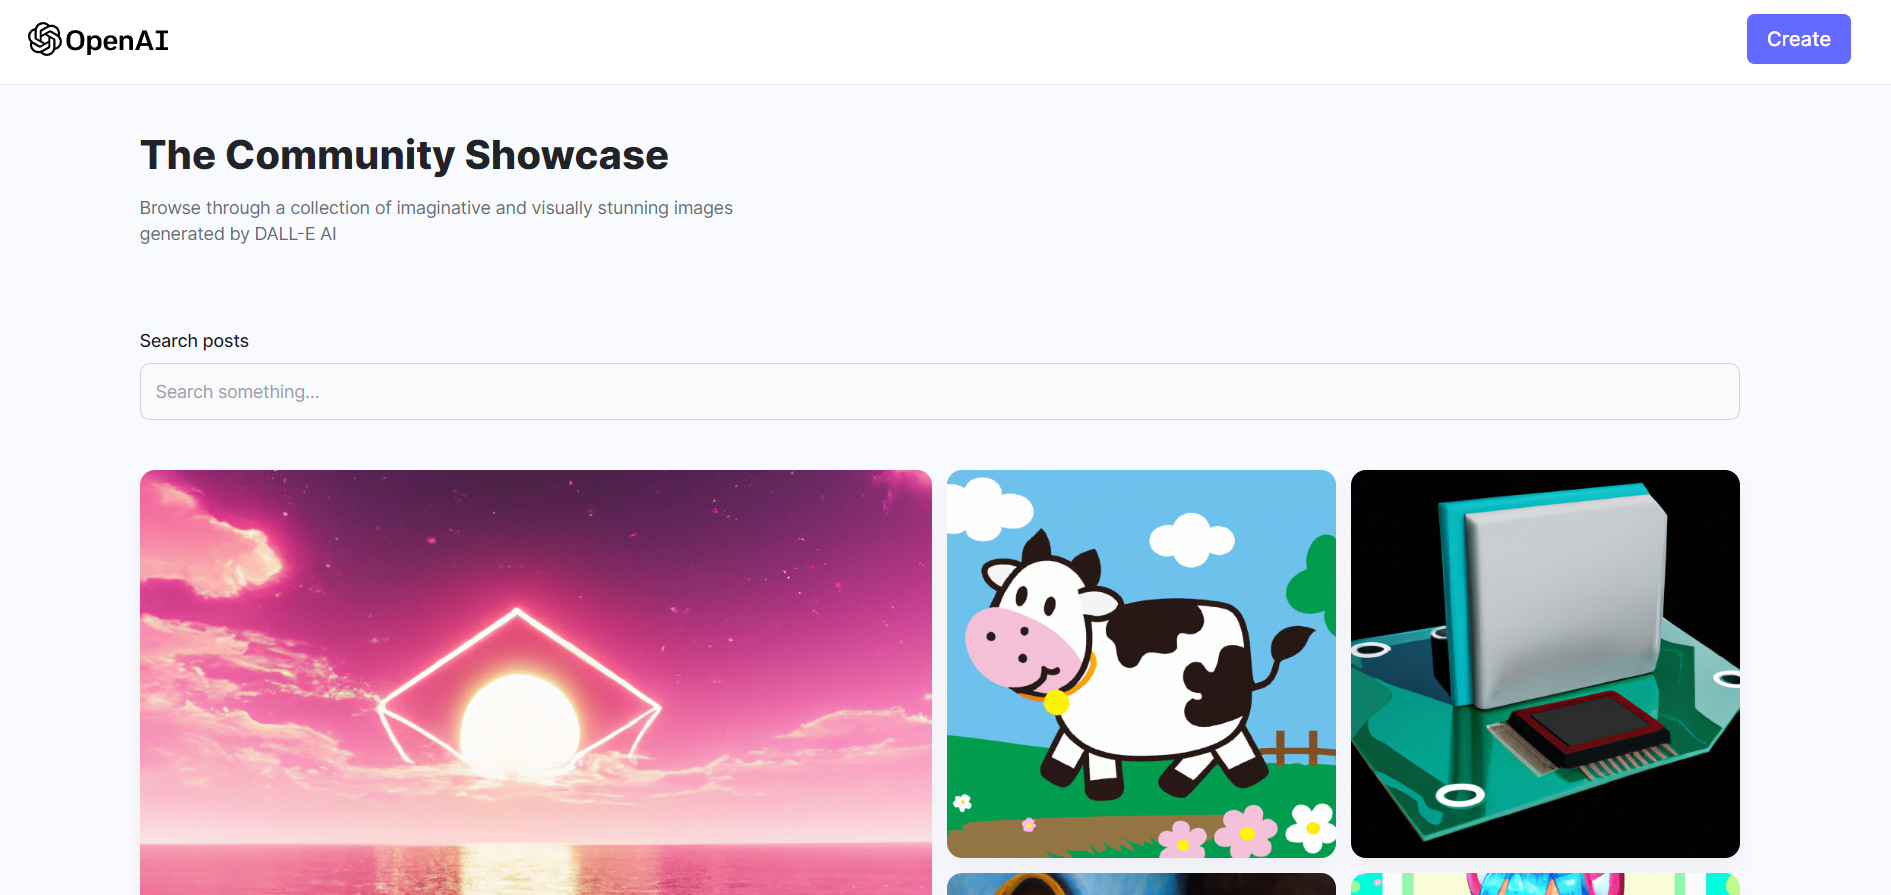 OpenAI
Create
The Community Showcase
Browse through a collection of imaginative and visually stunning images
generated by DALL-E AI
Search posts
Search something...